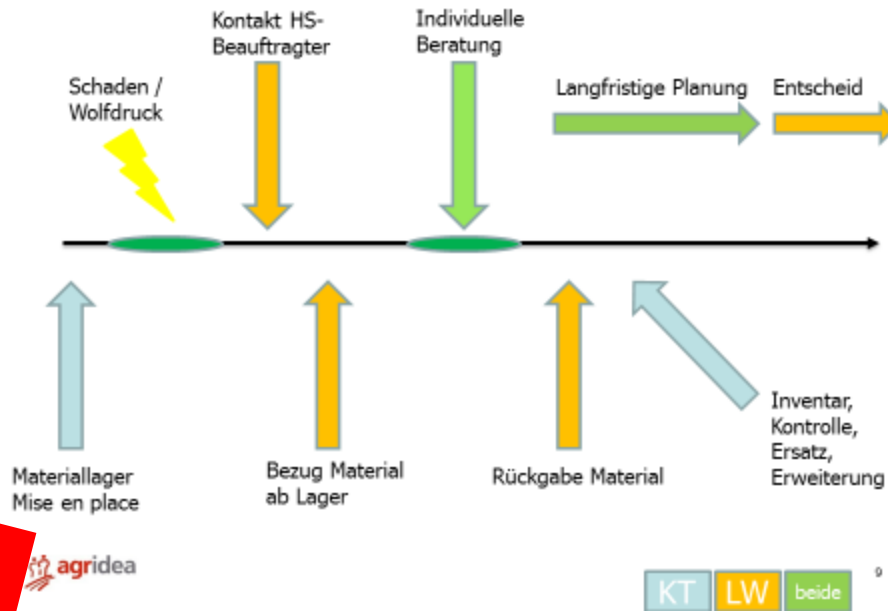 Kontakt HS-
Beauftragter
Individuelle
Beratung
Schaden /
Wolfdruck
Langfristige Planung
Entscheid
Materiallager
Mise en place
Bezug Material
ab Lager
Rückgabe Material
Inventar,
Kontrolle,
Ersatz,
Erweiterung
agridea
KT
LW
beide
9